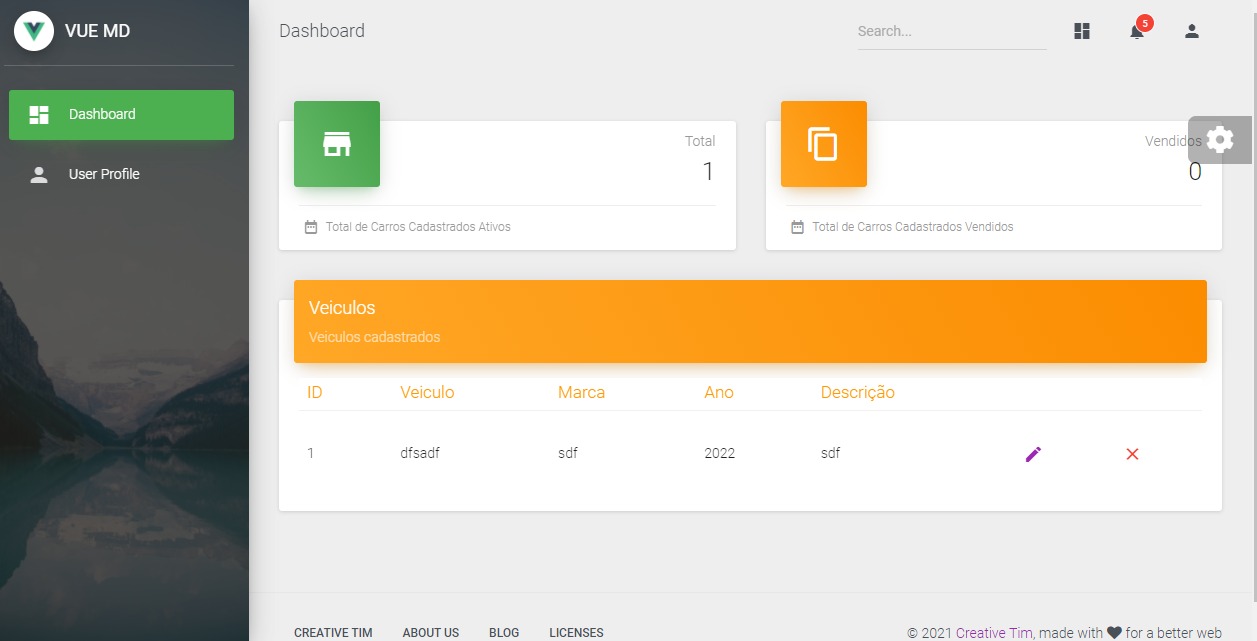 VUE MD
Dashboard
User Profile
Dashboard
Search...
5
Total
1
Total de Carros Cadastrados Ativos
Vendidos
0
Total de Carros Cadastrados Vendidos
Veiculos
Veiculos cadastrados
ID Veiculo Marca Ano Descrição
1 dfsadf sdf 2022 sdf
CREATIVE TIM ABOUT US BLOG LICENSES
© 2021 Creative Tim, made with ❤ for a better web